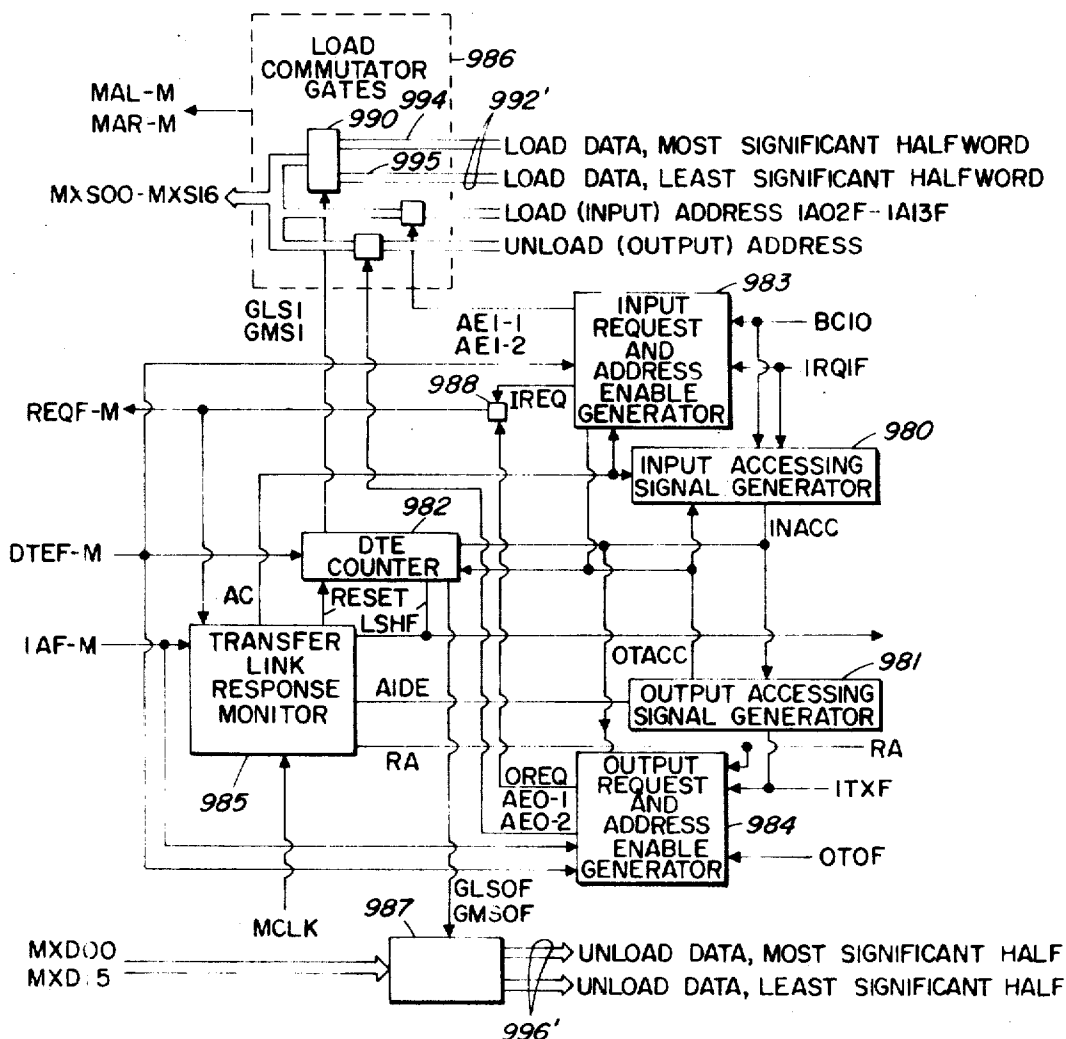 LOAD
COMMUTATOR
GATES
986
MAL-M
MAR-M
990
994
992'
995
LOAD DATA, MOST SIGNIFICANT HALFWORD
LOAD DATA, LEAST SIGNIFICANT HALFWORD
MXS00-MXS16
LOAD (INPUT) ADDRESS IA02F-IA13F
UNLOAD (OUTPUT) ADDRESS
983
GLSI
GMSI
AEI-1
AEI-2
INPUT
REQUEST
AND
ADDRESS
ENABLE
GENERATOR
BCIO
IRQIF
988
IREQ
REQF-M
980
INPUT ACCESSING
SIGNAL GENERATOR
982
INACC
DTEF-M
DTE
COUNTER
AC
RESET
LSHF
IAF-M
TRANSFER
LINK
RESPONSE
MONITOR
OTACC
981
AIDE
OUTPUT ACCESSING
SIGNAL GENERATOR
RA
RA
985
OREQ
AEO-1
AEO-2
OUTPUT
REQUEST
AND
ADDRESS
ENABLE
GENERATOR
ITXF
984
OTOF
GLSOF
GMSOF
MCLK
987
MXD00
MXD15
UNLOAD DATA, MOST SIGNIFICANT HALF
UNLOAD DATA, LEAST SIGNIFICANT HALF
996'